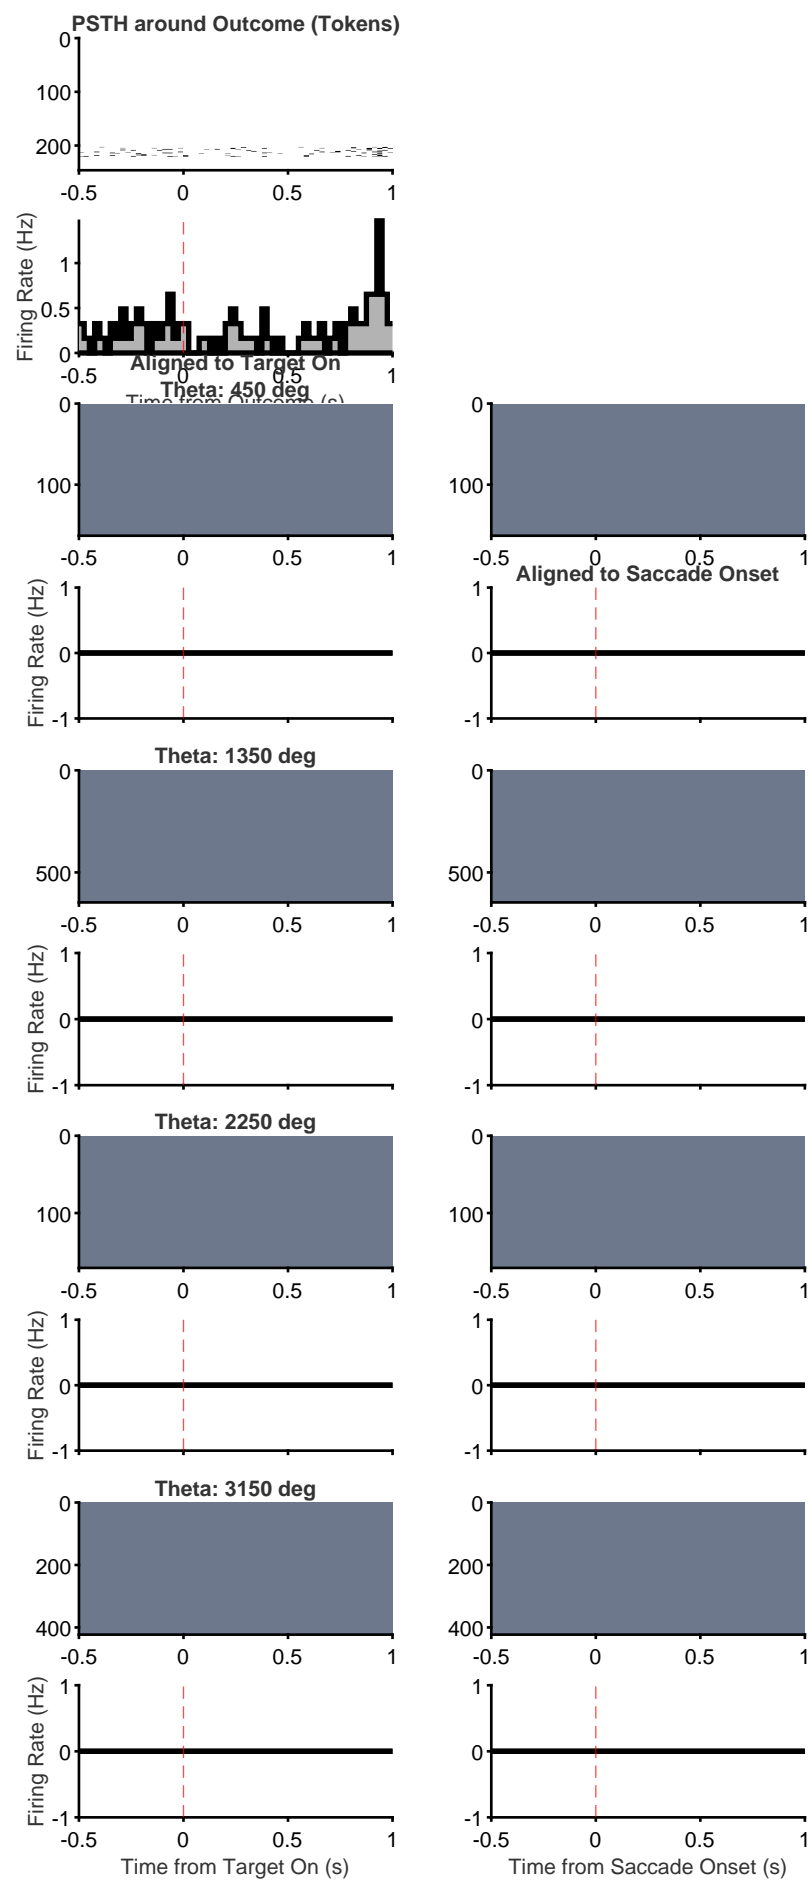 PSTH around Outcome (Tokens)
0
100
200
-0.5 0 0.5 1
Firing Rate (Hz)
1
0.5
0
-0.5 0 0.5 1
Time from Outcome (s)
Aligned to Target On
Theta: 450 deg
0
100
-0.5 0 0.5 1
0
100
-0.5 0 0.5 1
Aligned to Saccade Onset
Firing Rate (Hz)
1
0
-1
1
0
-1
Theta: 1350 deg
0
500
-0.5 0 0.5 1
0
500
-0.5 0 0.5 1
Firing Rate (Hz)
1
0
-1
1
0
-1
Theta: 2250 deg
0
100
-0.5 0 0.5 1
0
100
-0.5 0 0.5 1
Firing Rate (Hz)
1
0
-1
1
0
-1
Theta: 3150 deg
0
200
400
-0.5 0 0.5 1
0
200
400
-0.5 0 0.5 1
Firing Rate (Hz)
1
0
-1
-0.5 0 0.5 1
Time from Target On (s)
1
0
-1
-0.5 0 0.5 1
Time from Saccade Onset (s)